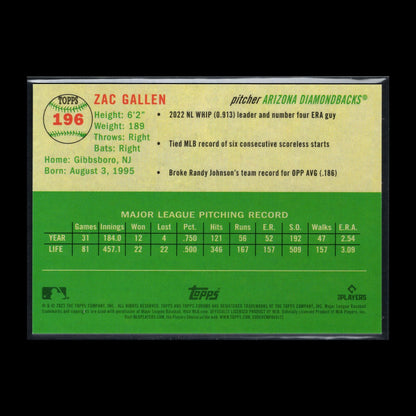 TOPPS
196
ZAC GALLEN
pitcher ARIZONA DIAMONDBACKS®
Height: 6'2"
Weight: 189
Throws: Right
Bats: Right
Home: Gibbsboro, NJ
Born: August 3, 1995
• 2022 NL WHIP (0.913) leader and number four ERA guy
• Tied MLB record of six consecutive scoreless starts
• Broke Randy Johnson's team record for OPP AVG (.186)
MAJOR LEAGUE PITCHING RECORD
Games Innings Won Lost Pct. Hits Runs E.R. S.O. Walks E.R.A.
YEAR 31 184.0 12 4 .750 121 56 52 192 47 2.54
LIFE 81 457.1 22 22 .500 346 167 157 509 157 3.09
Topps
PLAYERS